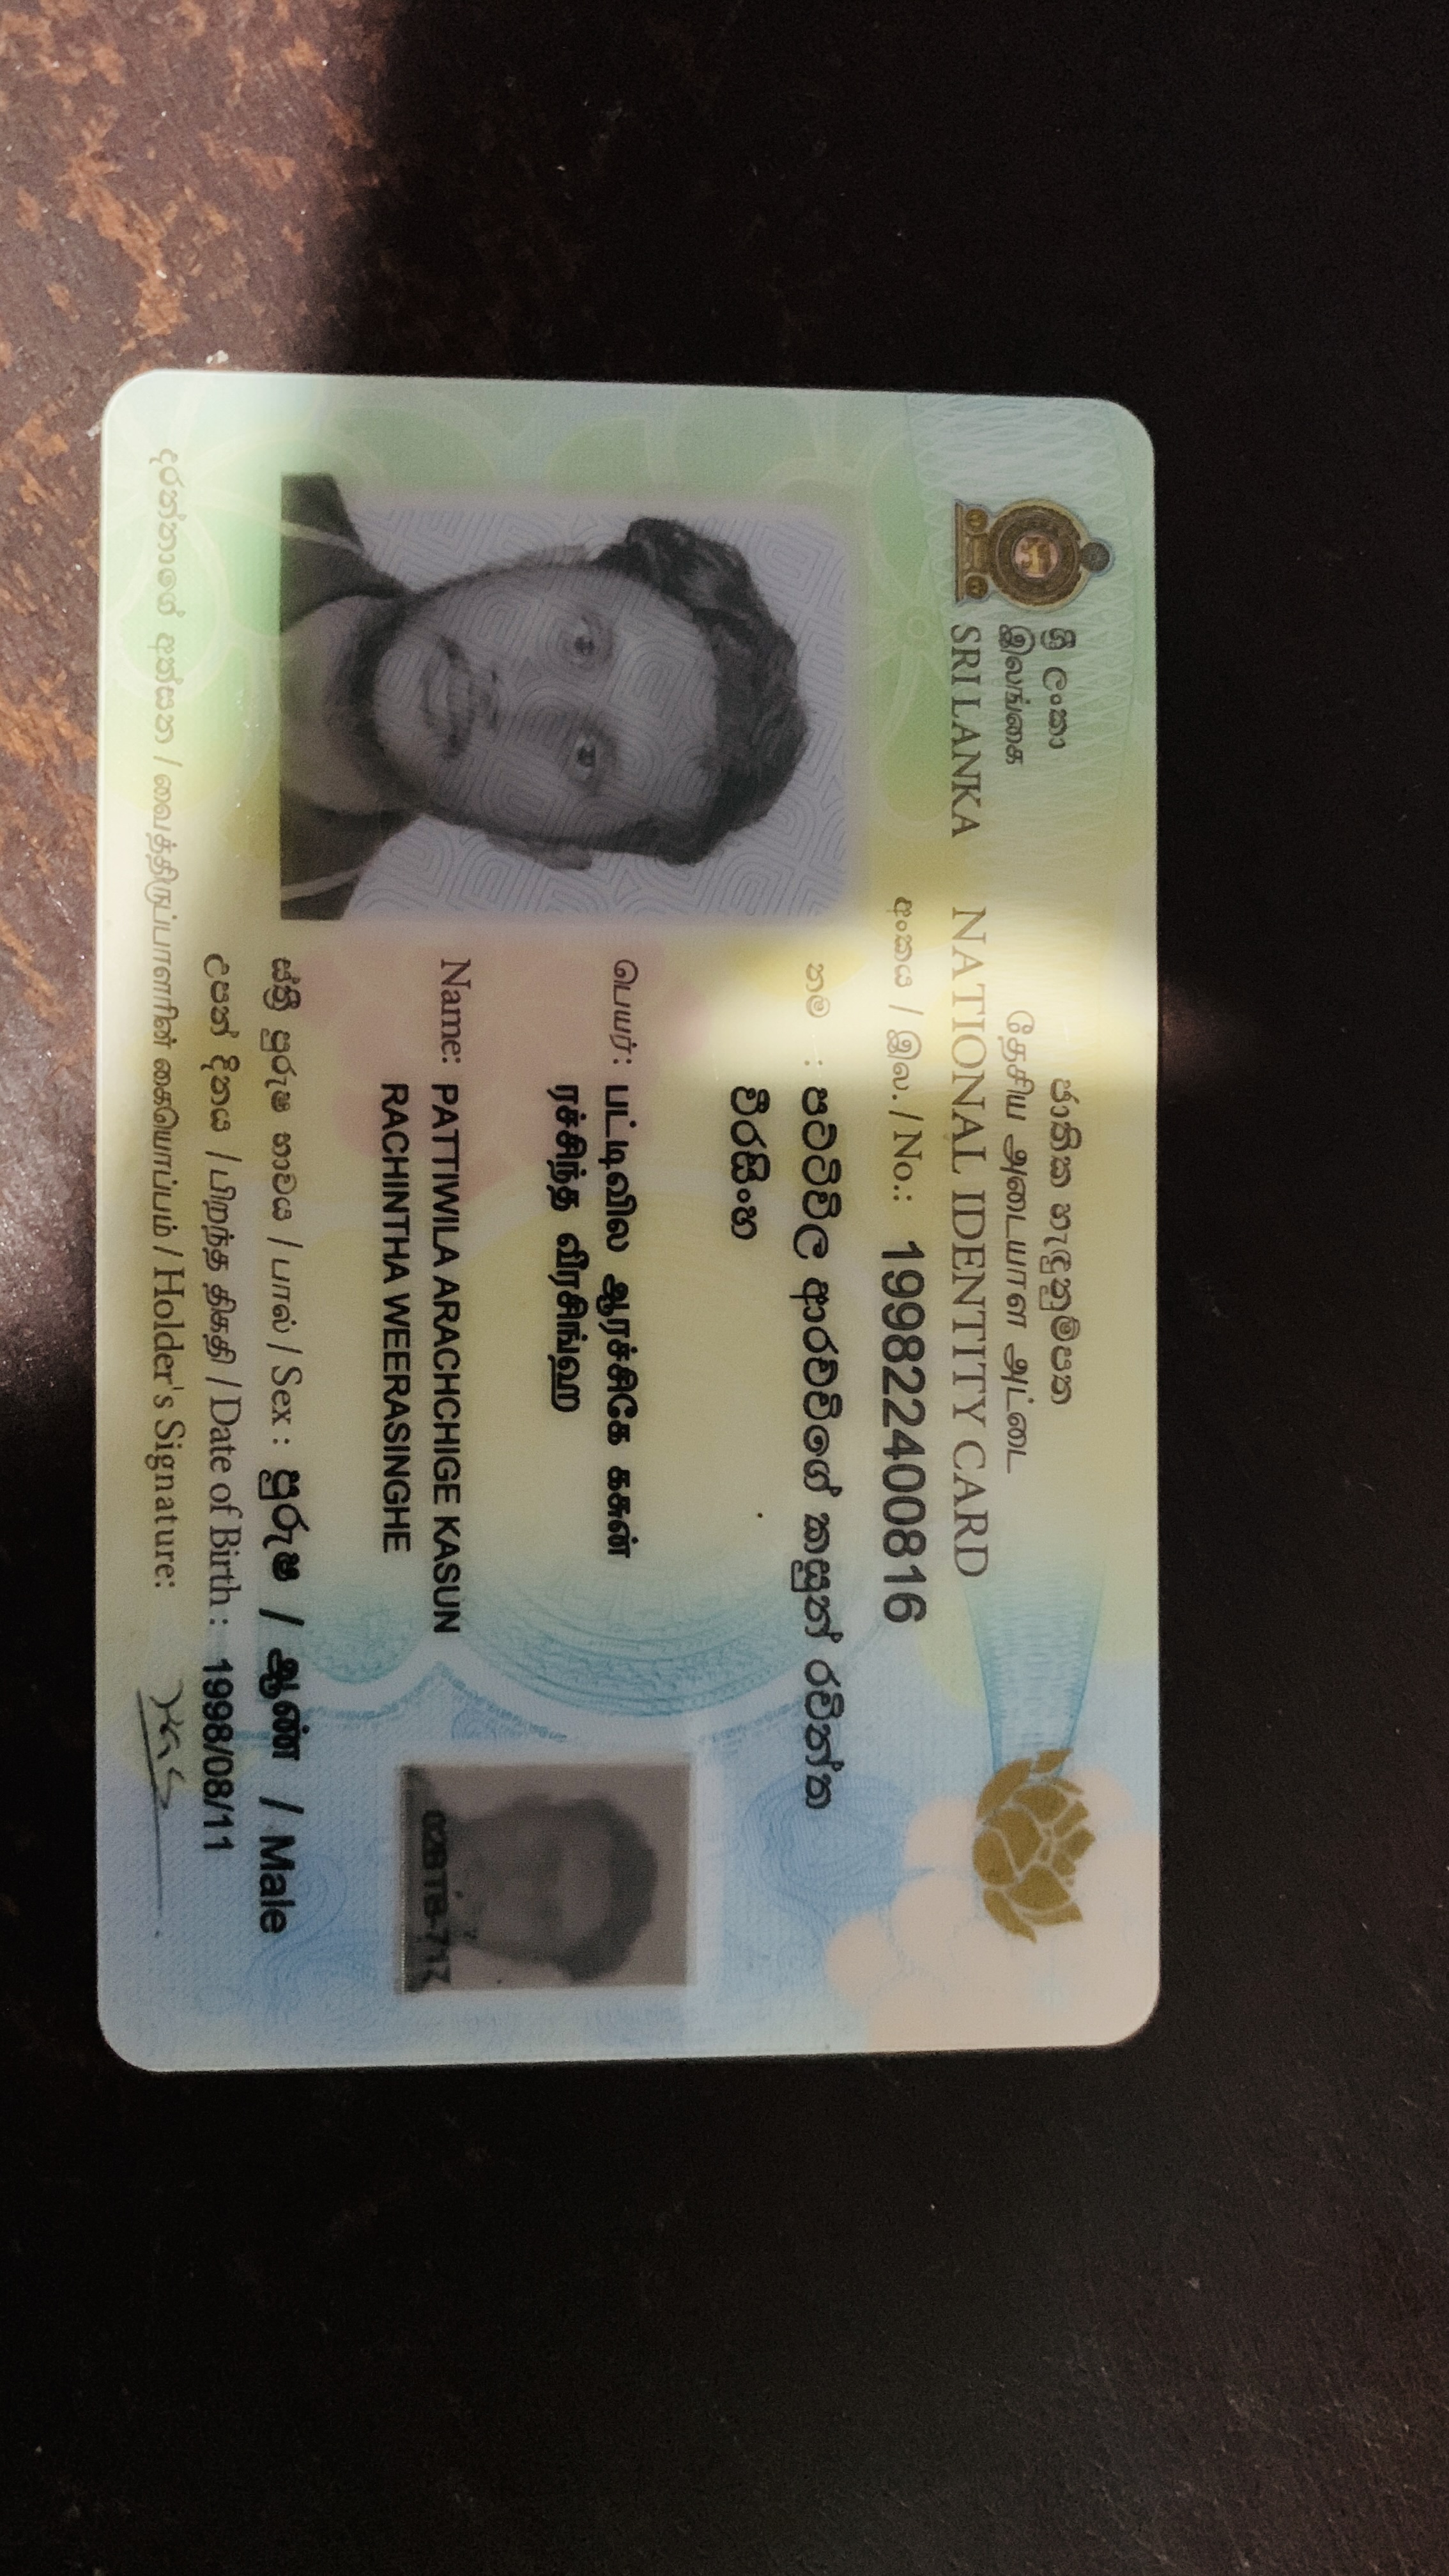 ශ්‍රී ලංකා
இலங்கை
SRI LANKA
ජාතික හැඳුනුම්පත
தேசிய அடையாள அட்டை
NATIONAL IDENTITY CARD
අංකය / இல. / No.: 199822400816
නම : පට්ටිවිල ආරච්චිගේ කසුන් රචින්ත
වීරසිංහ
பெயர்: பட்டிவில ஆரச்சிகே கசுன்
ரச்சிந்த வீரசிங்ஹ
Name: PATTIWILA ARACHCHIGE KASUN
RACHINTHA WEERASINGHE
02BTB-717
ස්ත්‍රී පුරුෂ භාවය / பால் / Sex : පුරුෂ / ஆண் / Male
උපන් දිනය / பிறந்த திகதி / Date of Birth : 1998/08/11
දරන්නාගේ අත්සන / வைத்திருப்பாளரின் கையொப்பம் / Holder's Signature: